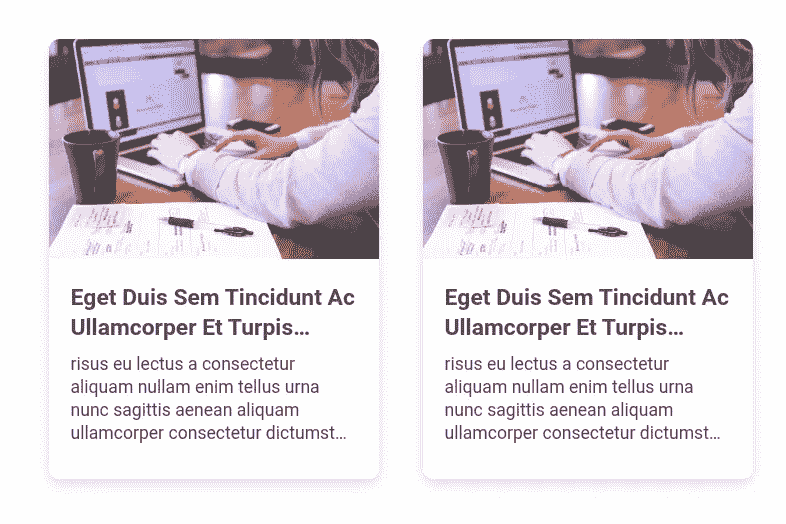 Eget Duis Sem Tincidunt Ac
Ullamcorper Et Turpis…
risus eu lectus a consectetur
aliquam nullam enim tellus urna
nunc sagittis aenean aliquam
ullamcorper consectetur dictumst…
Eget Duis Sem Tincidunt Ac
Ullamcorper Et Turpis…
risus eu lectus a consectetur
aliquam nullam enim tellus urna
nunc sagittis aenean aliquam
ullamcorper consectetur dictumst…